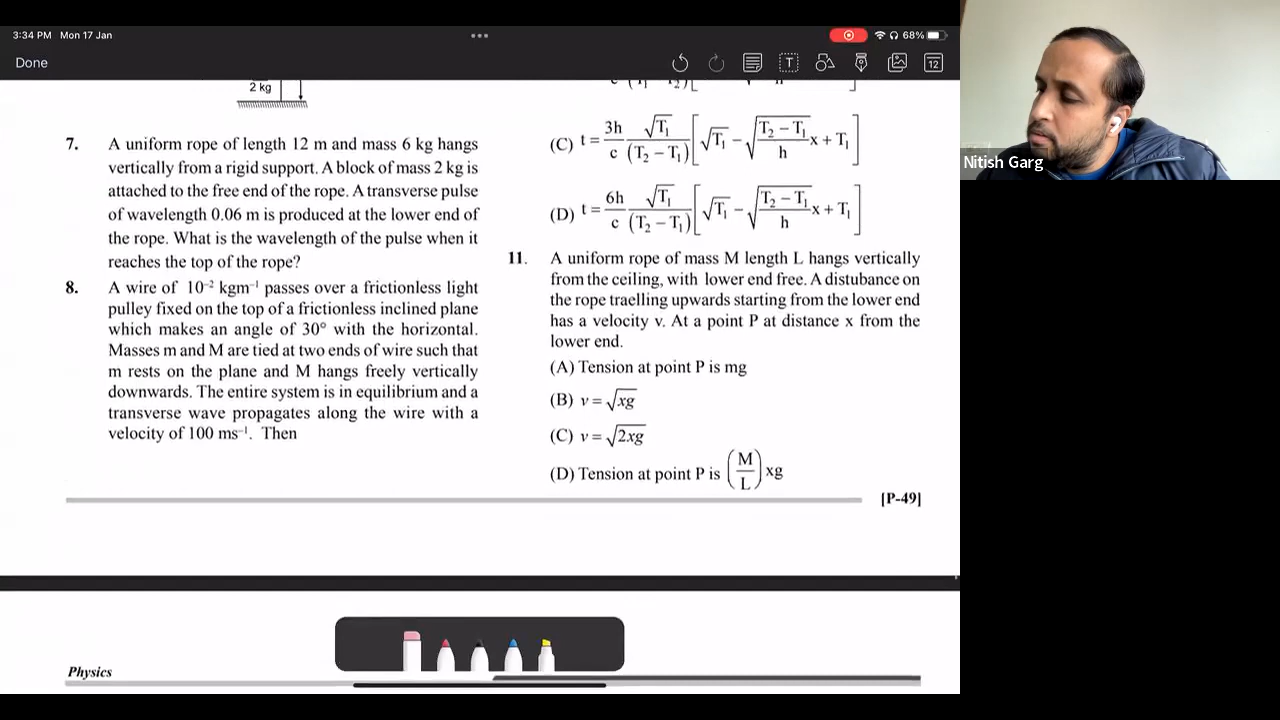 3:34 PM Mon 17 Jan
68%
Done
T
12
2 kg
7. A uniform rope of length 12 m and mass 6 kg hangs
vertically from a rigid support. A block of mass 2 kg is
attached to the free end of the rope. A transverse pulse
of wavelength 0.06 m is produced at the lower end of
the rope. What is the wavelength of the pulse when it
reaches the top of the rope?
8. A wire of 10⁻² kgm⁻¹ passes over a frictionless light
pulley fixed on the top of a frictionless inclined plane
which makes an angle of 30° with the horizontal.
Masses m and M are tied at two ends of wire such that
m rests on the plane and M hangs freely vertically
downwards. The entire system is in equilibrium and a
transverse wave propagates along the wire with a
velocity of 100 ms⁻¹. Then
(C) t = 3h/c √T₁/(T₂ − T₁) [√T₁ − √((T₂ − T₁)/h) x + T₁]
(D) t = 6h/c √T₁/(T₂ − T₁) [√T₁ − √((T₂ − T₁)/h) x + T₁]
11. A uniform rope of mass M length L hangs vertically
from the ceiling, with lower end free. A distubance on
the rope traelling upwards starting from the lower end
has a velocity v. At a point P at distance x from the
lower end.
(A) Tension at point P is mg
(B) v = √xg
(C) v = √2xg
(D) Tension at point P is (M/L) xg
[P-49]
Physics
Nitish Garg